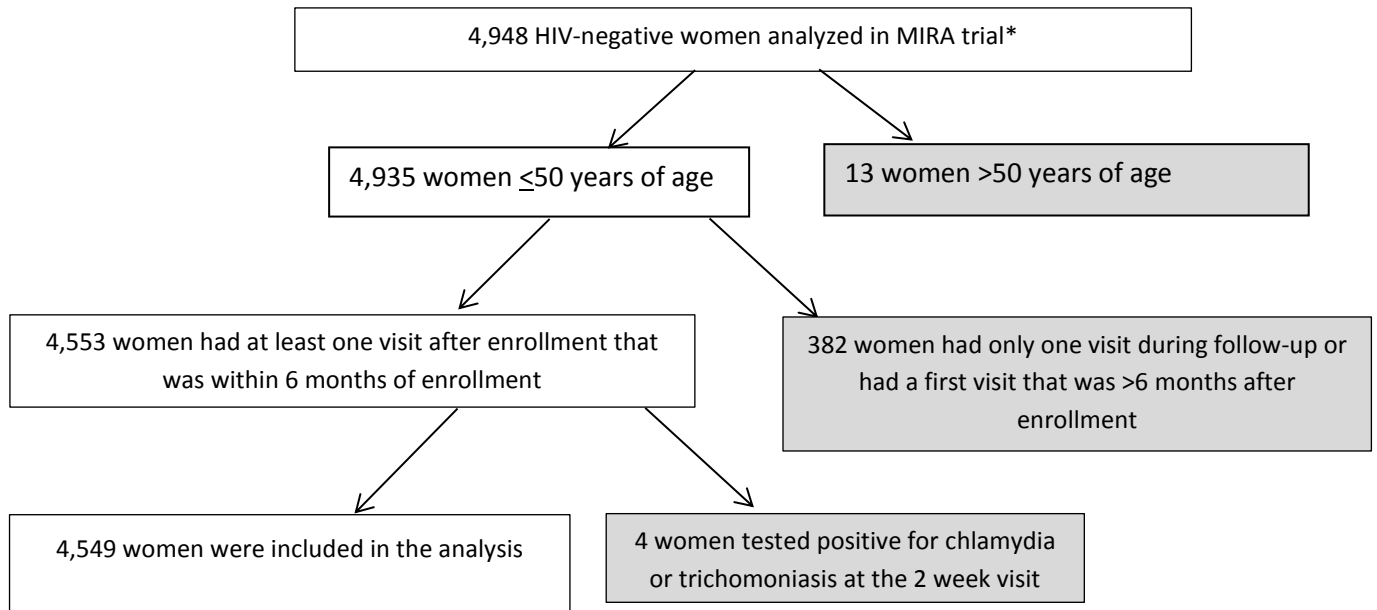 4,948 HIV-negative women analyzed in MIRA trial*
4,935 women ≤50 years of age
13 women >50 years of age
4,553 women had at least one visit after enrollment that
was within 6 months of enrollment
382 women had only one visit during follow-up or
had a first visit that was >6 months after
enrollment
4,549 women were included in the analysis
4 women tested positive for chlamydia
or trichomoniasis at the 2 week visit